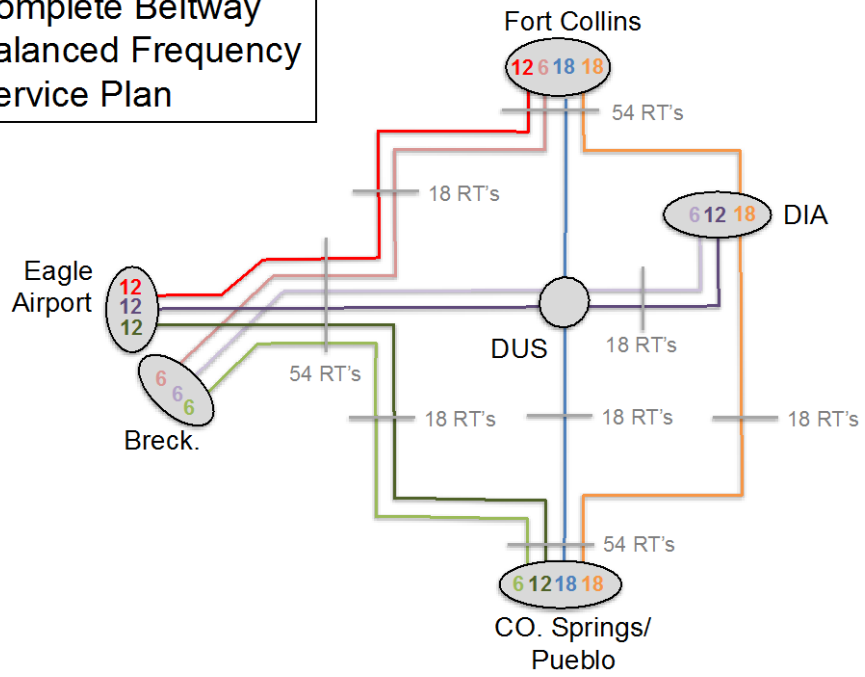 omplete Beltway
alanced Frequency
ervice Plan
Fort Collins
12 6 18 18
54 RT's
18 RT's
6 12 18
DIA
Eagle
Airport
12
12
12
DUS
18 RT's
54 RT's
6
6
6
Breck.
18 RT's
18 RT's
18 RT's
54 RT's
6 12 18 18
CO. Springs/
Pueblo